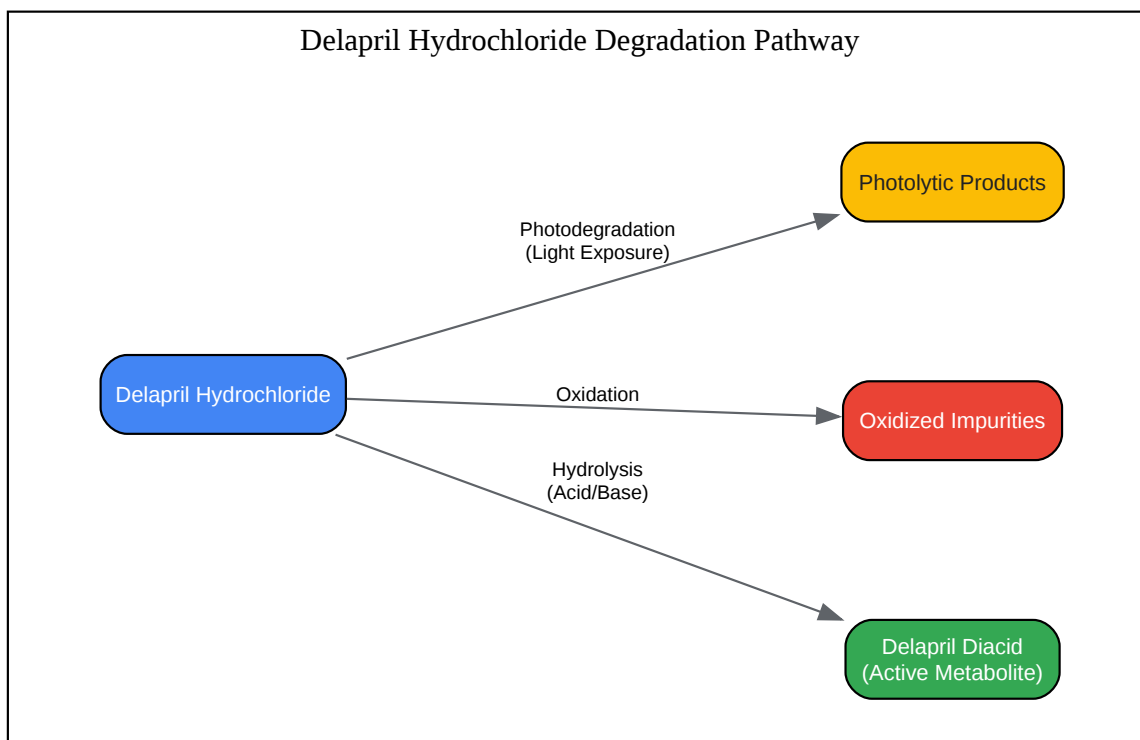 Delapril Hydrochloride Degradation Pathway
Photolytic Products
Photodegradation
(Light Exposure)
Delapril Hydrochloride
Oxidation
Oxidized Impurities
Hydrolysis
(Acid/Base)
Delapril Diacid
(Active Metabolite)